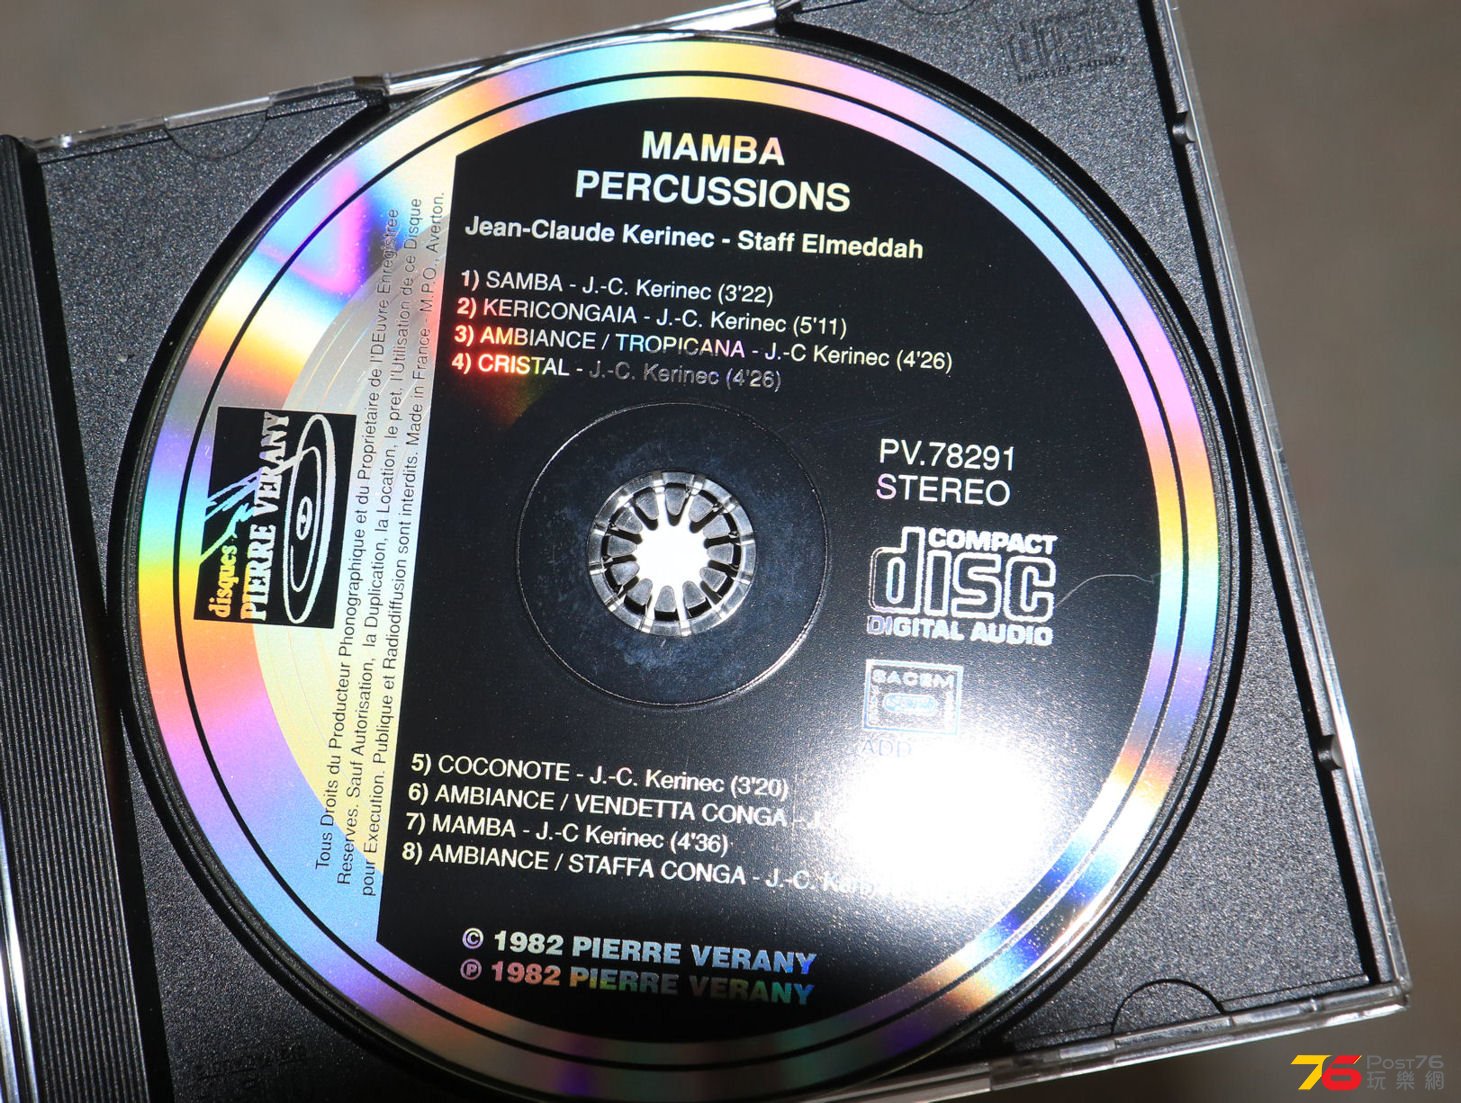 MAMBA
PERCUSSIONS
Jean-Claude Kerinec - Staff Elmeddah
1) SAMBA - J.-C. Kerinec (3'22)
2) KERICONGAIA - J.-C. Kerinec (5'11)
3) AMBIANCE / TROPICANA - J.-C Kerinec (4'26)
4) CRISTAL - J.-C. Kerinec (4'26)
PV.78291
STEREO
COMPACT
disc
DIGITAL AUDIO
SACEM
ADD
5) COCONOTE - J.-C. Kerinec (3'20)
6) AMBIANCE / VENDETTA CONGA - J.
7) MAMBA - J.-C Kerinec (4'36)
8) AMBIANCE / STAFFA CONGA - J.-C.
© 1982 PIERRE VERANY
℗ 1982 PIERRE VERANY
disques
PIERRE VERANY
Tous Droits du Producteur Phonographique et du Proprietaire de l'DEuvre Enregistree
Reserves. Sauf Autorisation, la Duplication, la Location, le pret, l'Utilisation de ce Disque
pour Execution. Publique et Radiodiffusion sont interdits. Made in France - M.P.O., Averton.
76 POST76
玩樂網